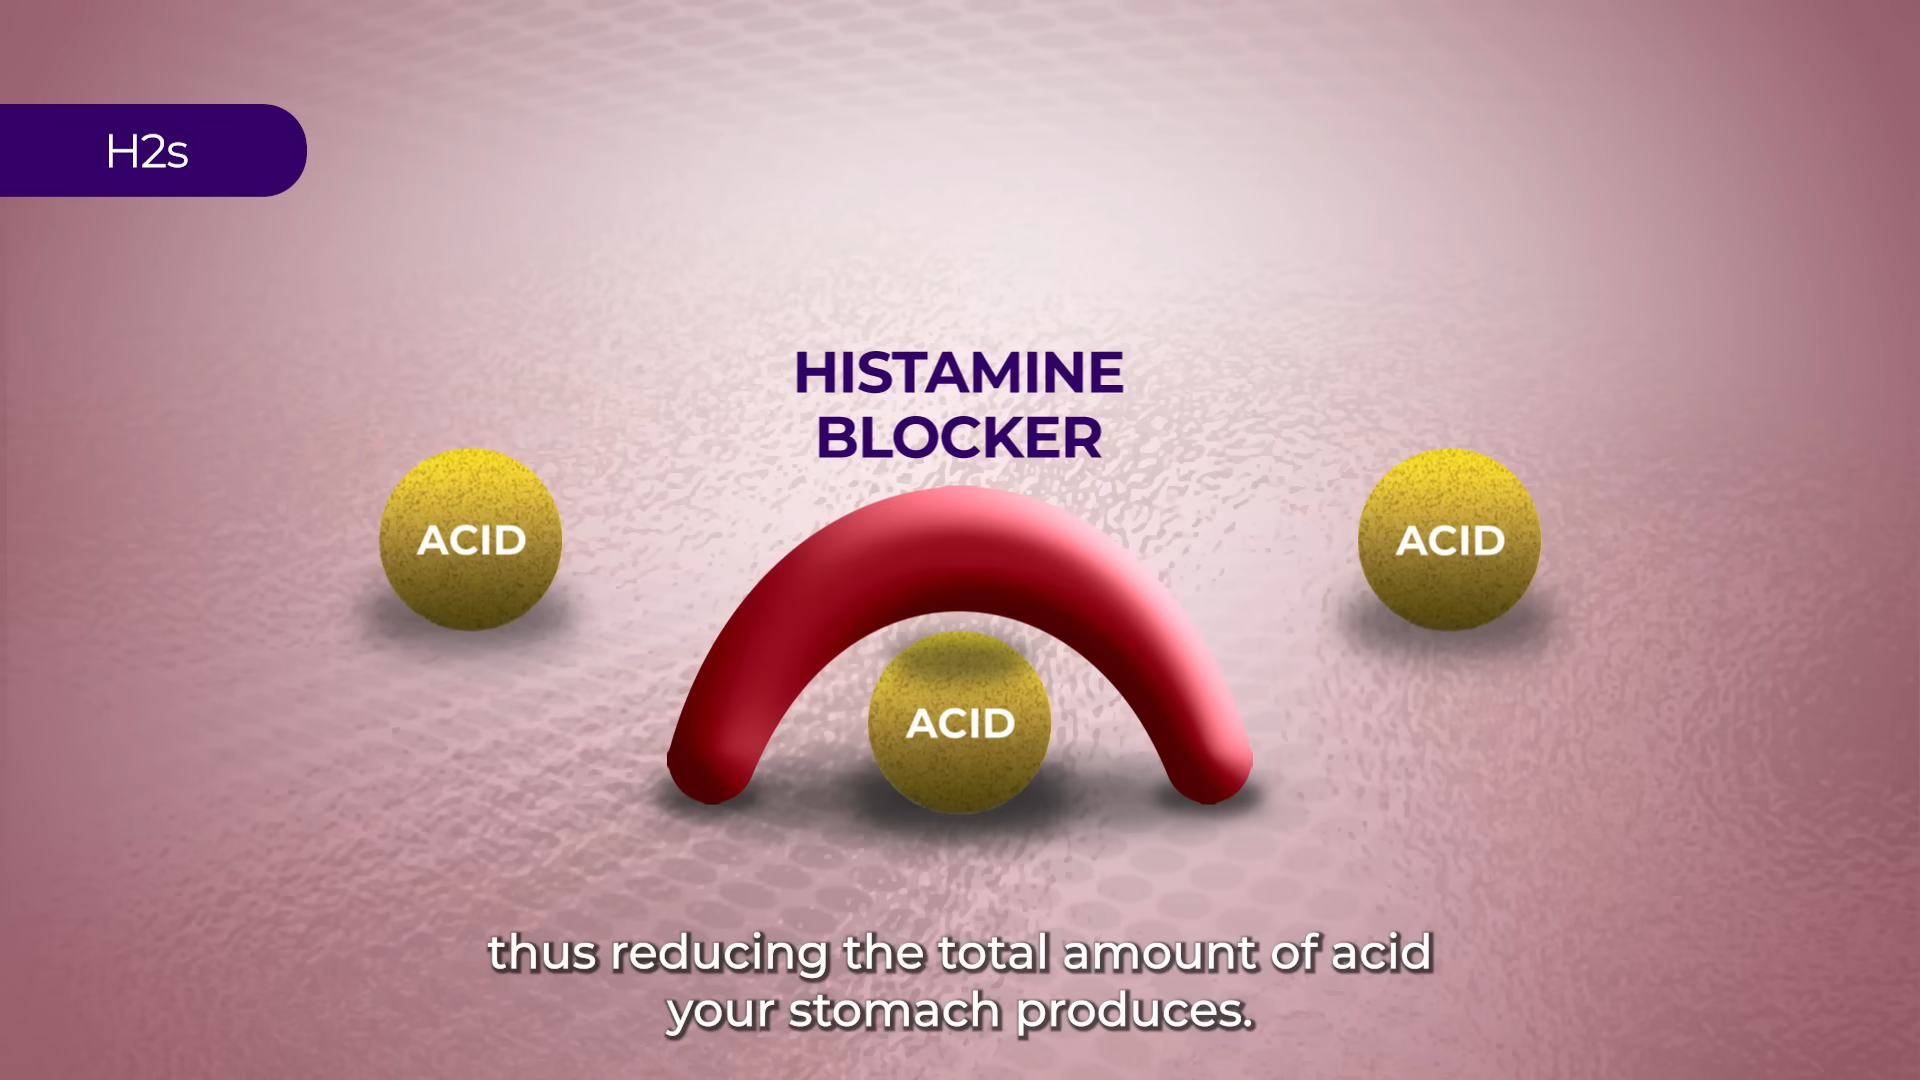 H2s
HISTAMINE
BLOCKER
ACID
ACID
ACID
thus reducing the total amount of acid
your stomach produces.